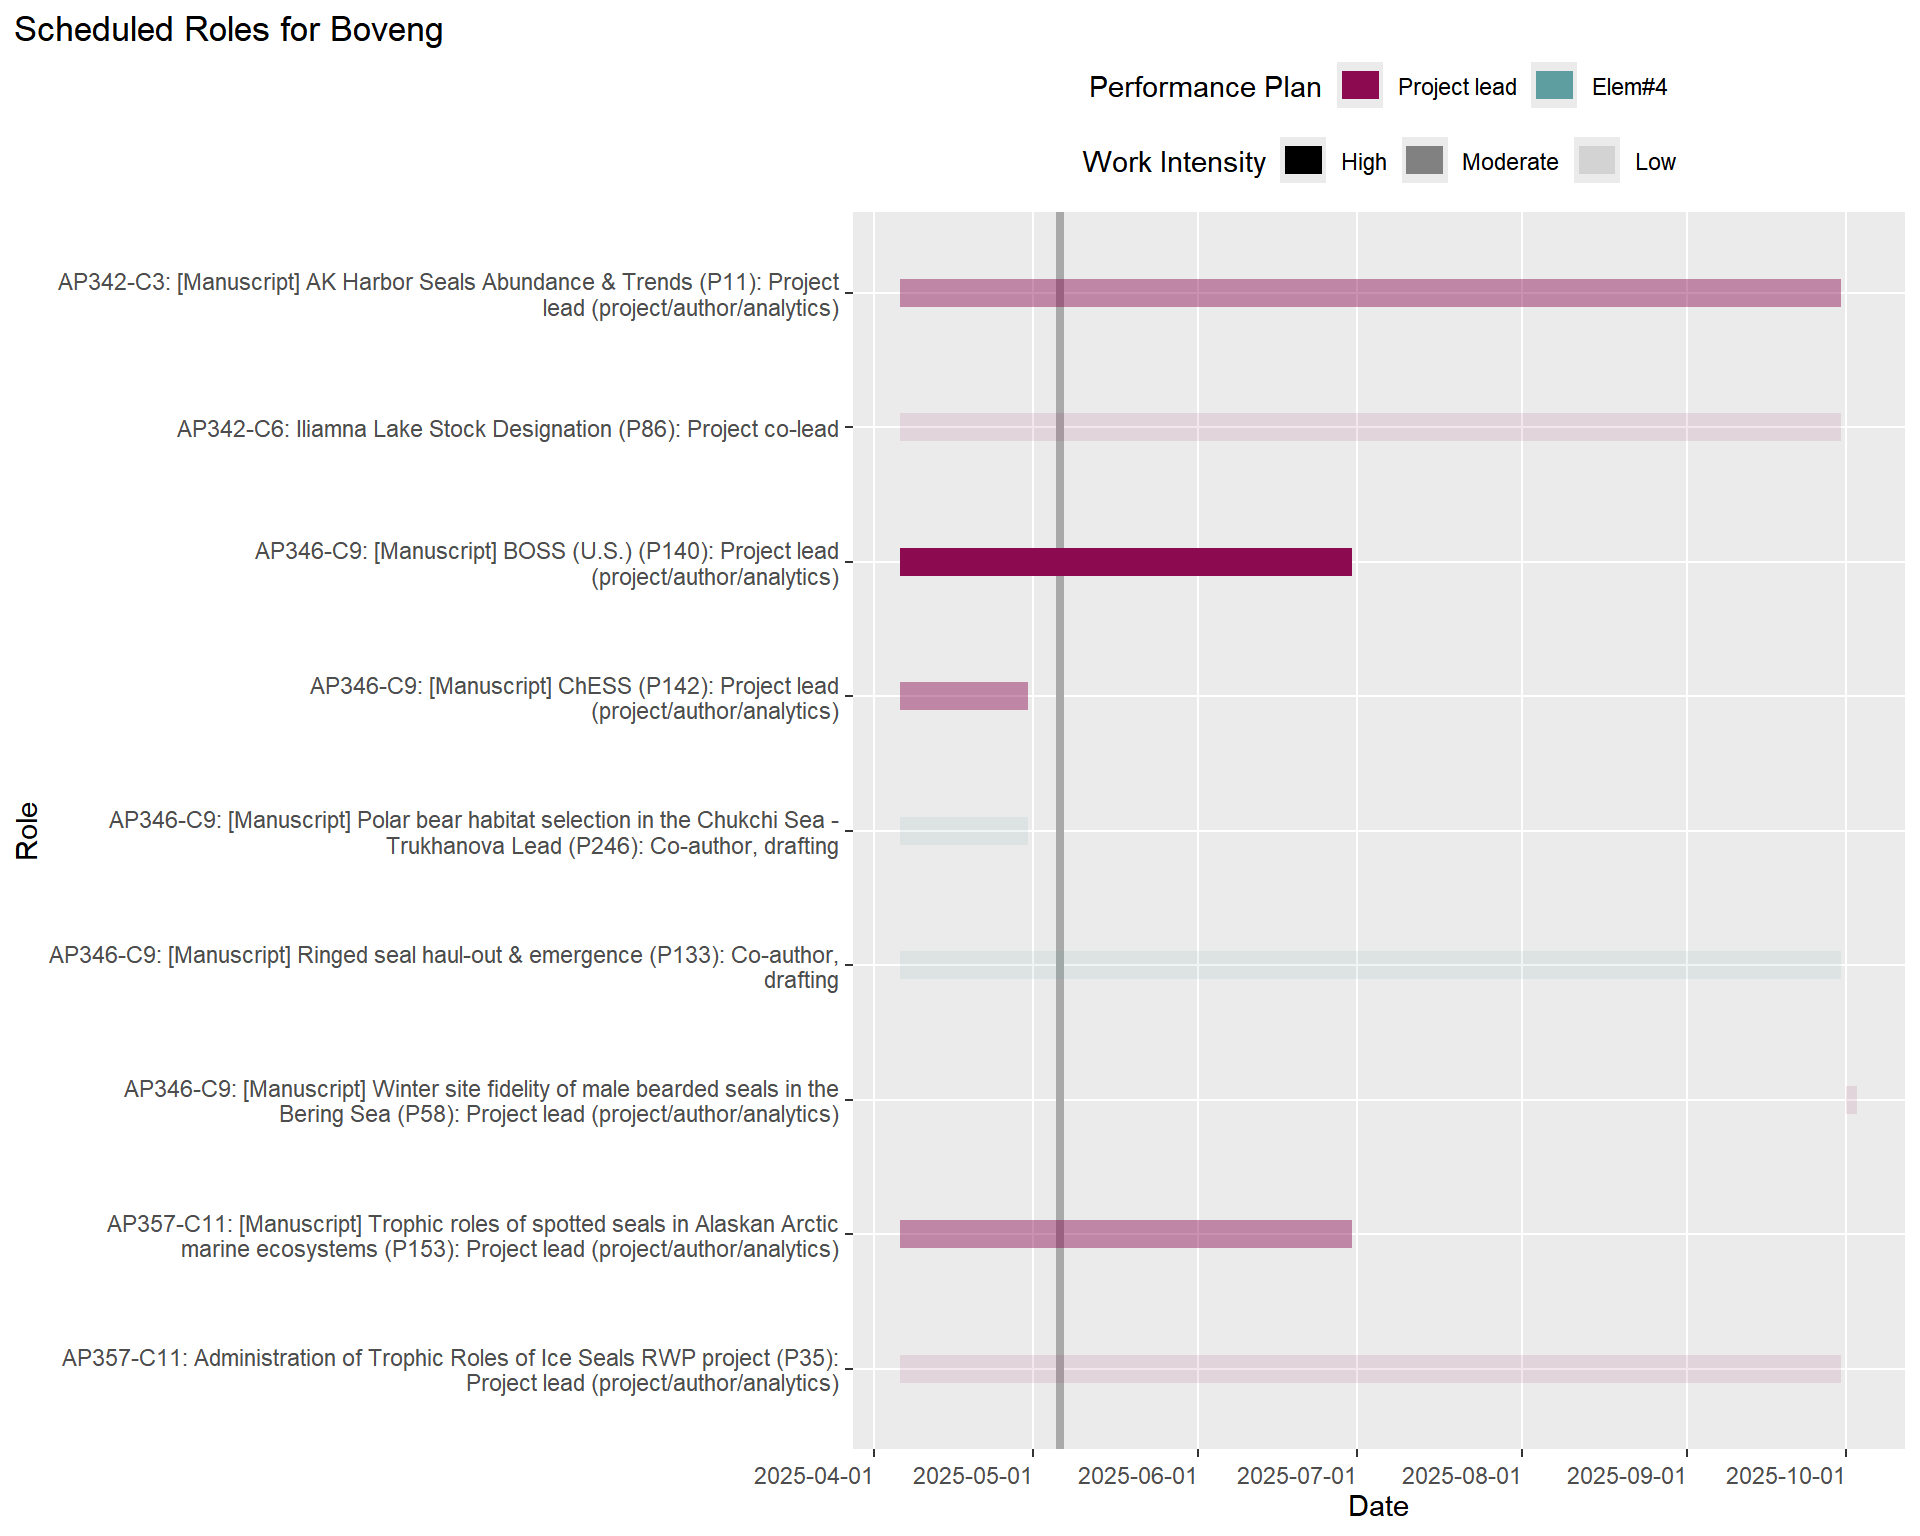 Scheduled Roles for Boveng
Performance Plan Project lead Elem#4
Work Intensity High Moderate Low
AP342-C3: [Manuscript] AK Harbor Seals Abundance & Trends (P11): Project
lead (project/author/analytics)
AP342-C6: Iliamna Lake Stock Designation (P86): Project co-lead
AP346-C9: [Manuscript] BOSS (U.S.) (P140): Project lead
(project/author/analytics)
AP346-C9: [Manuscript] ChESS (P142): Project lead
(project/author/analytics)
AP346-C9: [Manuscript] Polar bear habitat selection in the Chukchi Sea -
Trukhanova Lead (P246): Co-author, drafting
AP346-C9: [Manuscript] Ringed seal haul-out & emergence (P133): Co-author,
drafting
AP346-C9: [Manuscript] Winter site fidelity of male bearded seals in the
Bering Sea (P58): Project lead (project/author/analytics)
AP357-C11: [Manuscript] Trophic roles of spotted seals in Alaskan Arctic
marine ecosystems (P153): Project lead (project/author/analytics)
AP357-C11: Administration of Trophic Roles of Ice Seals RWP project (P35):
Project lead (project/author/analytics)
Role
2025-04-01 2025-05-01 2025-06-01 2025-07-01 2025-08-01 2025-09-01 2025-10-01
Date